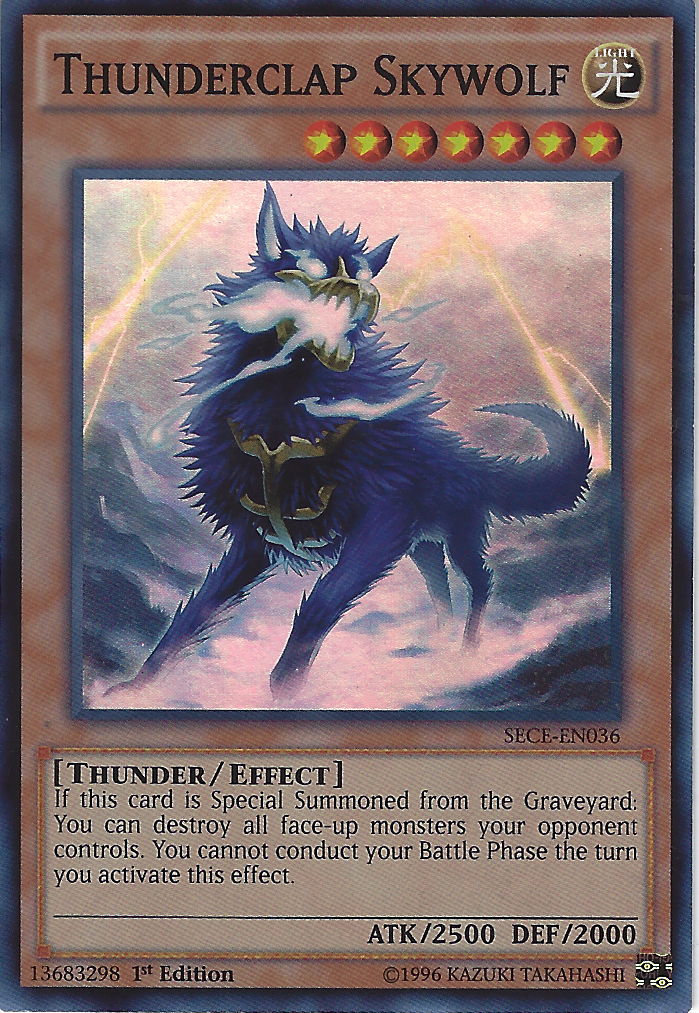 THUNDERCLAP SKYWOLF
LIGHT
光
SECE-EN036
[THUNDER/EFFECT]
If this card is Special Summoned from the Graveyard:
You can destroy all face-up monsters your opponent
controls. You cannot conduct your Battle Phase the turn
you activate this effect.
ATK/2500 DEF/2000
13683298 1st Edition ©1996 KAZUKI TAKAHASHI